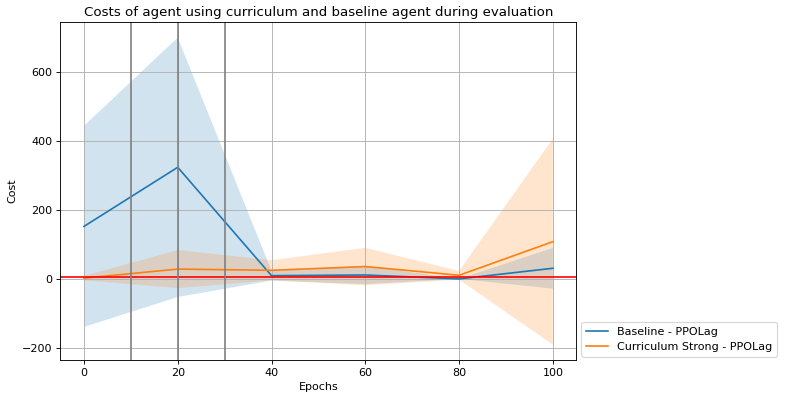 Costs of agent using curriculum and baseline agent during evaluation
Cost
600
400
200
0
−200
0 20 40 60 80 100
Epochs
Baseline - PPOLag
Curriculum Strong - PPOLag